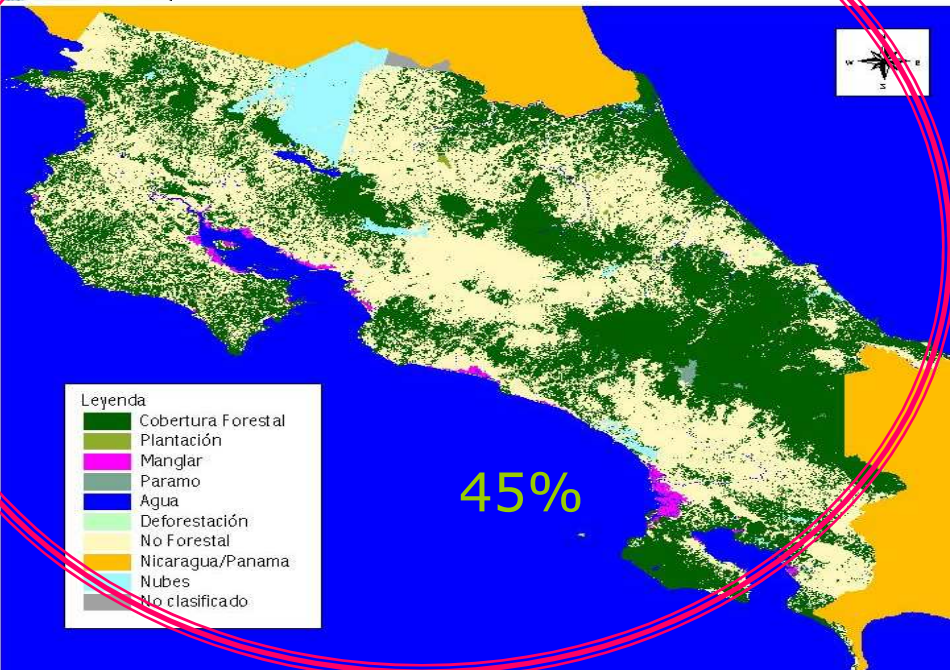 W E
S
Leyenda
Cobertura Forestal
Plantación
Manglar
Paramo
Agua
Deforestación
No Forestal
Nicaragua/Panama
Nubes
No clasificado
45%